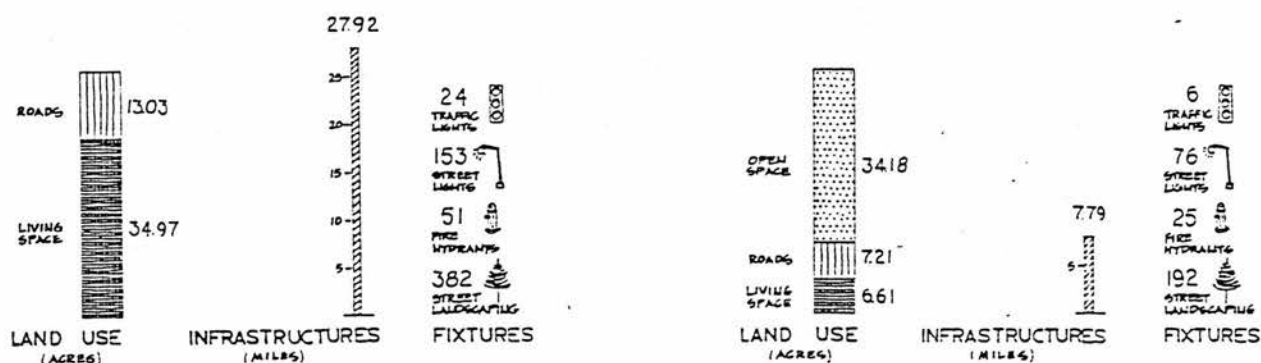 27.92
25
20
15
10
5
ROADS
13.03
LIVING
SPACE
34.97
24
TRAFFIC
LIGHTS
153
STREET
LIGHTS
51
FIRE
HYDRANTS
382
STREET
LANDSCAPING
LAND USE
(ACRES)
INFRASTRUCTURES
(MILES)
FIXTURES
OPEN
SPACE
34.18
ROADS
7.21
LIVING
SPACE
6.61
7.79
5
6
TRAFFIC
LIGHTS
76
STREET
LIGHTS
25
FIRE
HYDRANTS
192
STREET
LANDSCAPING
LAND USE
(ACRES)
INFRASTRUCTURES
(MILES)
FIXTURES